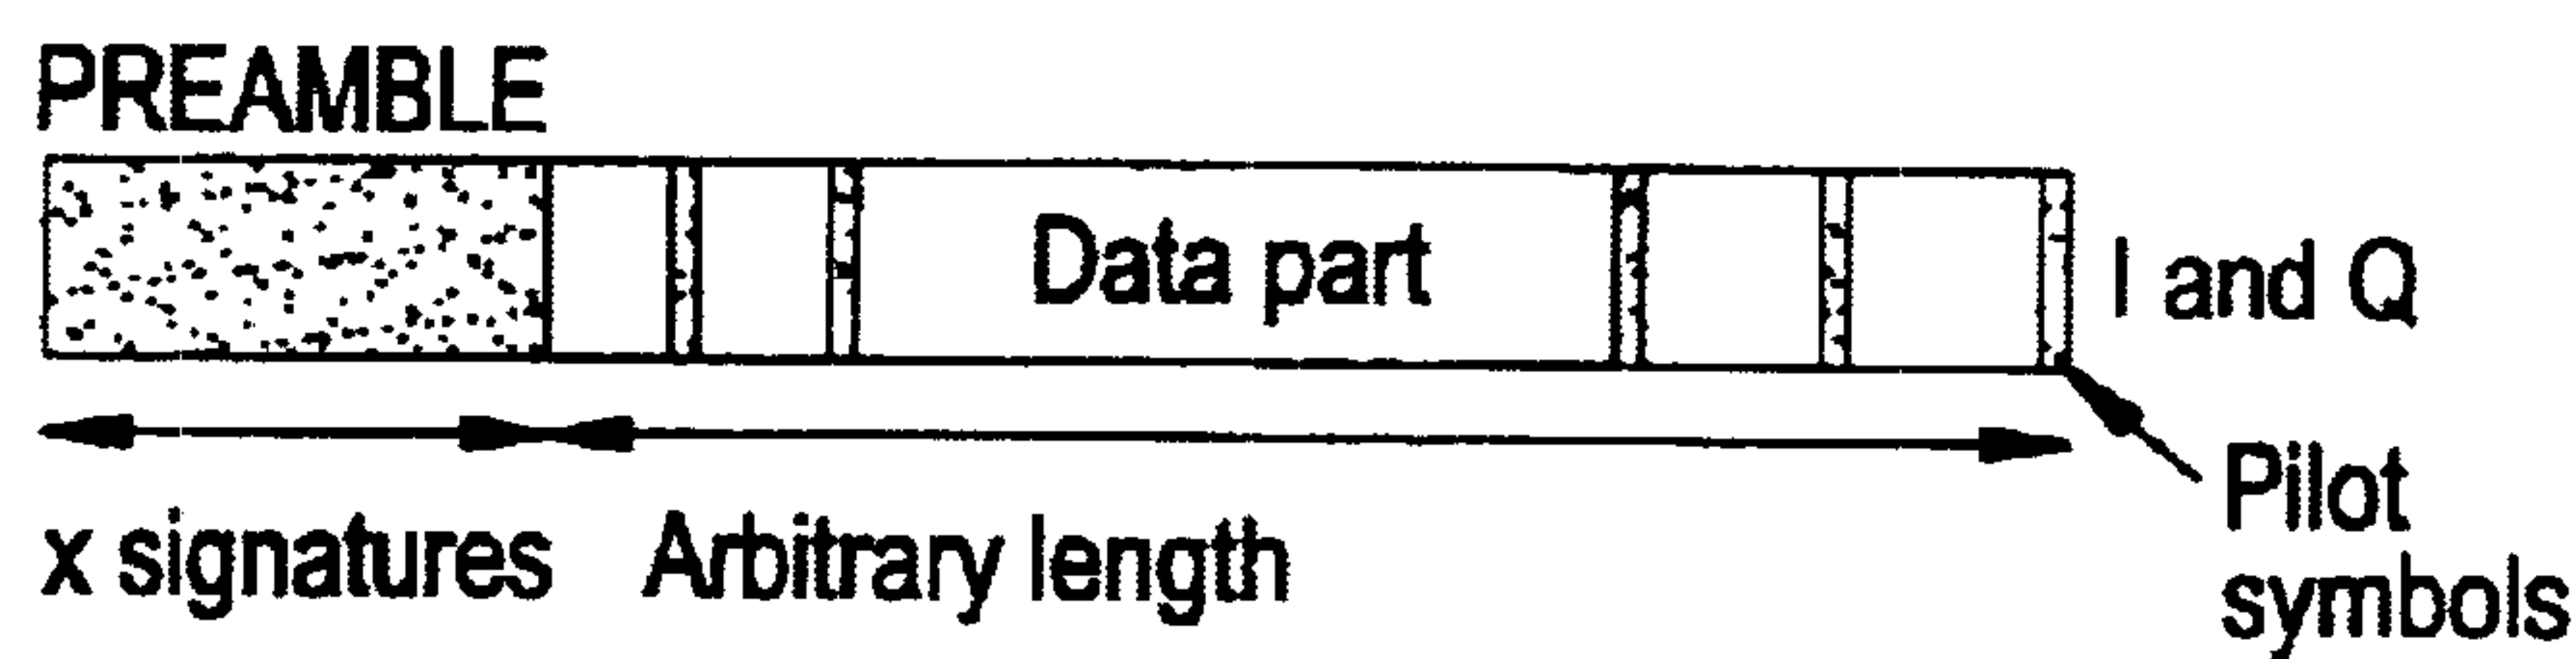 PREAMBLE
Data part
I and Q
x signatures
Arbitrary length
Pilot
symbols